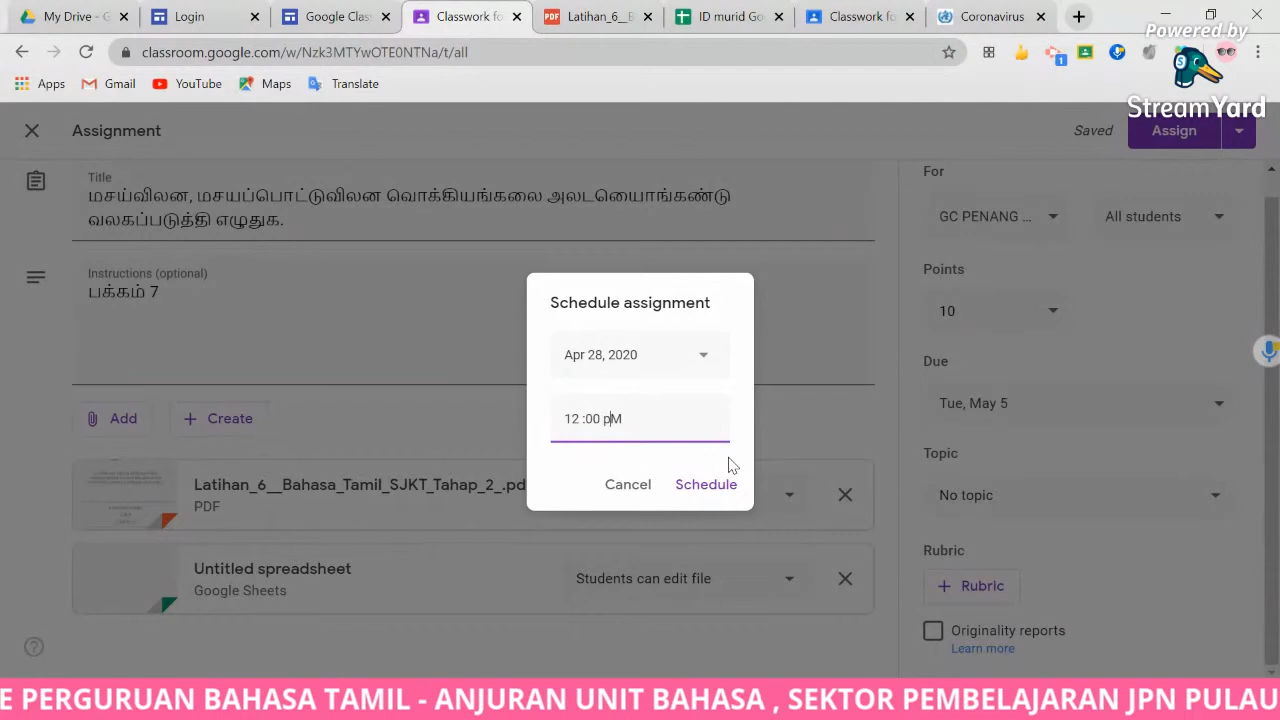 My Drive - G
Login
Google Class
Classwork fo
Latihan_6__B
ID murid Go
Classwork fo
Coronavirus
classroom.google.com/w/Nzk3MTYwOTE0NTNa/t/all
1
Powered by
StreamYard
Apps
Gmail
YouTube
Maps
Translate
Assignment
Saved
Assign
Title
மசய்விலன, மசயப்பொட்டுவிலன வொக்கியங்கலை அலடயைொங்கண்டு
வலகப்படுத்தி எழுதுக.
Instructions (optional)
பக்கம் 7
Add
Create
Latihan_6__Bahasa_Tamil_SJKT_Tahap_2_.pd
PDF
Untitled spreadsheet
Google Sheets
Students can edit file
Schedule assignment
Apr 28, 2020
12 :00 pM
Cancel
Schedule
For
GC PENANG ...
All students
Points
10
Due
Tue, May 5
Topic
No topic
Rubric
Rubric
Originality reports
Learn more
E PERGURUAN BAHASA TAMIL - ANJURAN UNIT BAHASA , SEKTOR PEMBELAJARAN JPN PULAU